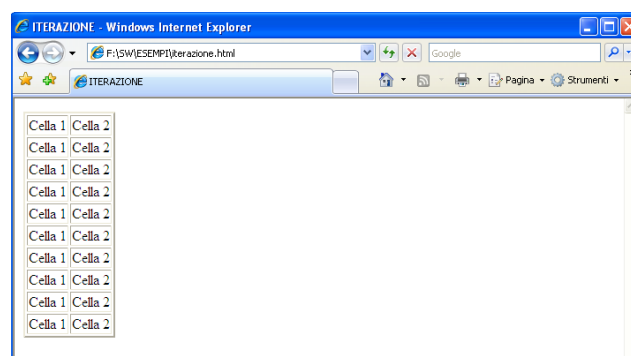 ITERAZIONE - Windows Internet Explorer
F:\SW\ESEMPI\iterazione.html Google
ITERAZIONE Pagina Strumenti
Cella 1 Cella 2
Cella 1 Cella 2
Cella 1 Cella 2
Cella 1 Cella 2
Cella 1 Cella 2
Cella 1 Cella 2
Cella 1 Cella 2
Cella 1 Cella 2
Cella 1 Cella 2
Cella 1 Cella 2